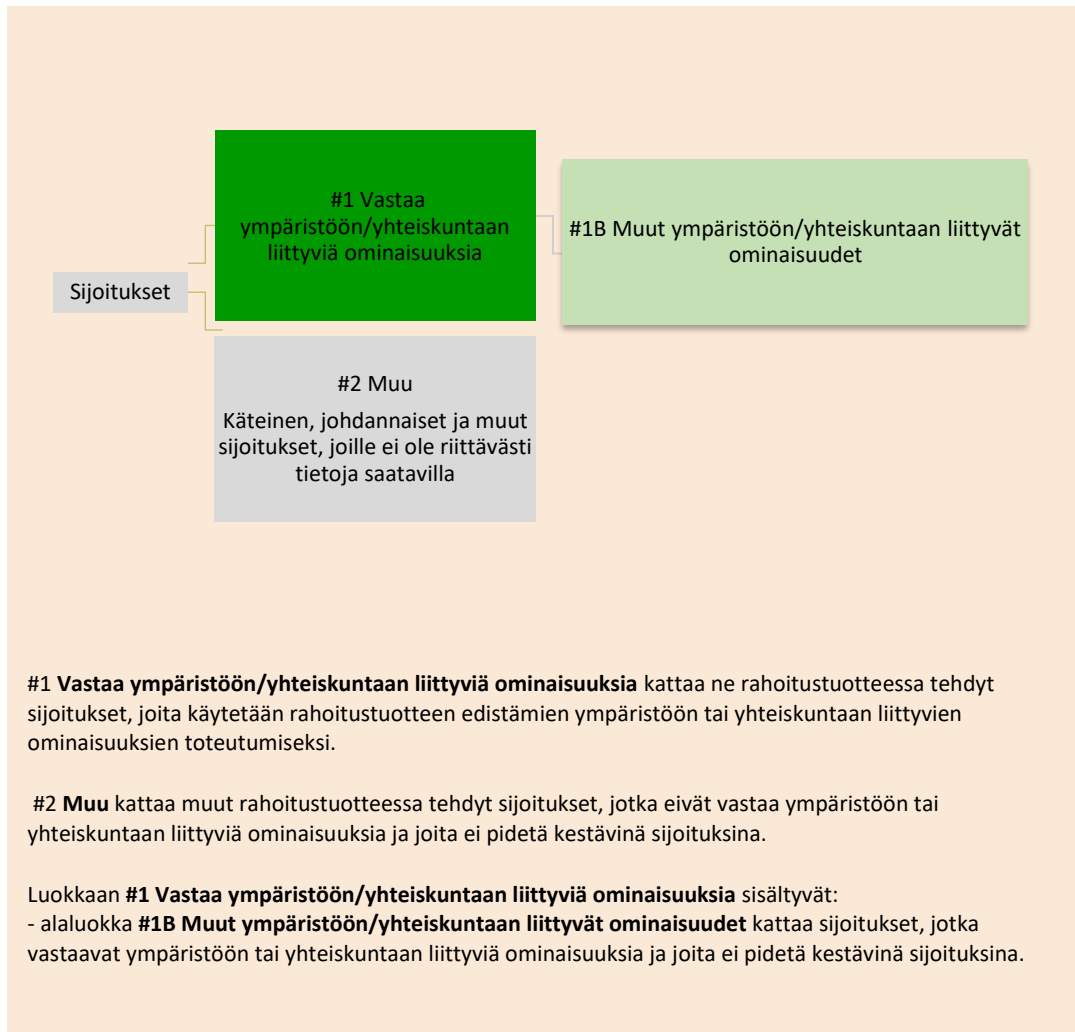 #1 Vastaa
ympäristöön/yhteiskuntaan
liittyviä ominaisuuksia
#1B Muut ympäristöön/yhteiskuntaan liittyvät
ominaisuudet
Sijoitukset
#2 Muu
Käteinen, johdannaiset ja muut
sijoitukset, joille ei ole riittävästi
tietoja saatavilla
#1 Vastaa ympäristöön/yhteiskuntaan liittyviä ominaisuuksia kattaa ne rahoitustuotteessa tehdyt
sijoitukset, joita käytetään rahoitustuotteen edistämien ympäristöön tai yhteiskuntaan liittyvien
ominaisuuksien toteutumiseksi.
#2 Muu kattaa muut rahoitustuotteessa tehdyt sijoitukset, jotka eivät vastaa ympäristöön tai
yhteiskuntaan liittyviä ominaisuuksia ja joita ei pidetä kestävinä sijoituksina.
Luokkaan #1 Vastaa ympäristöön/yhteiskuntaan liittyviä ominaisuuksia sisältyvät:
- alaluokka #1B Muut ympäristöön/yhteiskuntaan liittyvät ominaisuudet kattaa sijoitukset, jotka
vastaavat ympäristöön tai yhteiskuntaan liittyviä ominaisuuksia ja joita ei pidetä kestävinä sijoituksina.